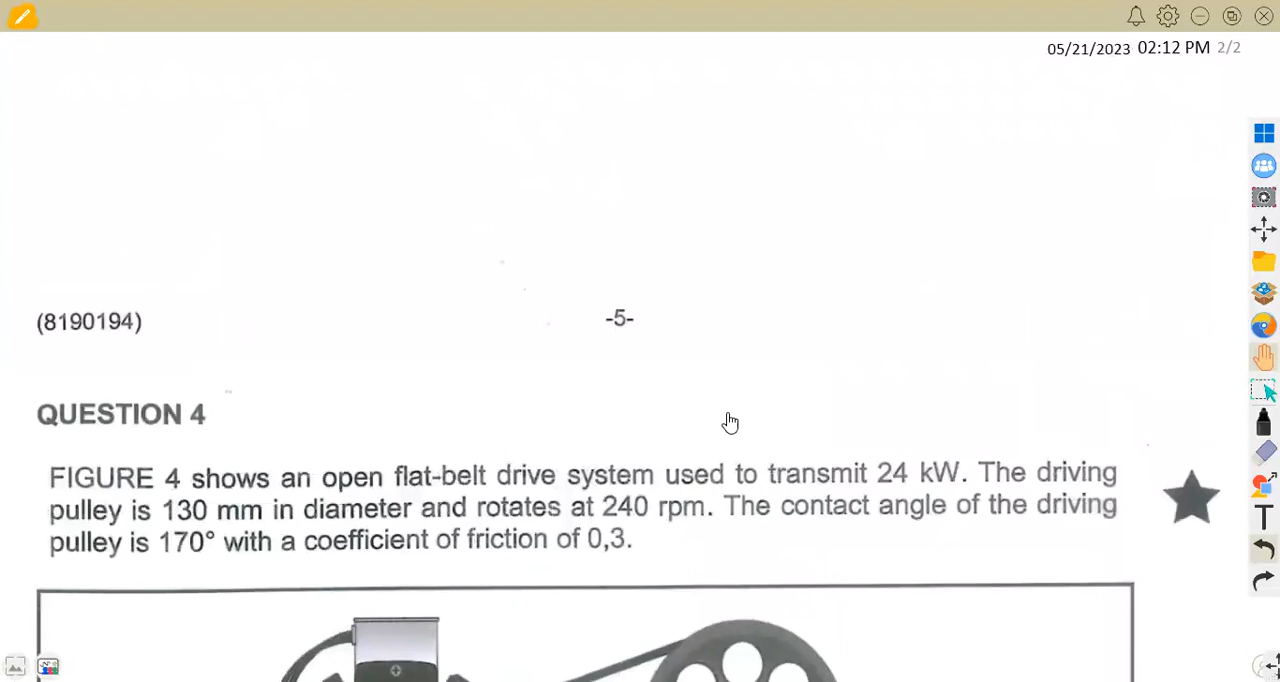 05/21/2023 02:12 PM 2/2
(8190194)
-5-
QUESTION 4
FIGURE 4 shows an open flat-belt drive system used to transmit 24 kW. The driving
pulley is 130 mm in diameter and rotates at 240 rpm. The contact angle of the driving
pulley is 170° with a coefficient of friction of 0,3.
T